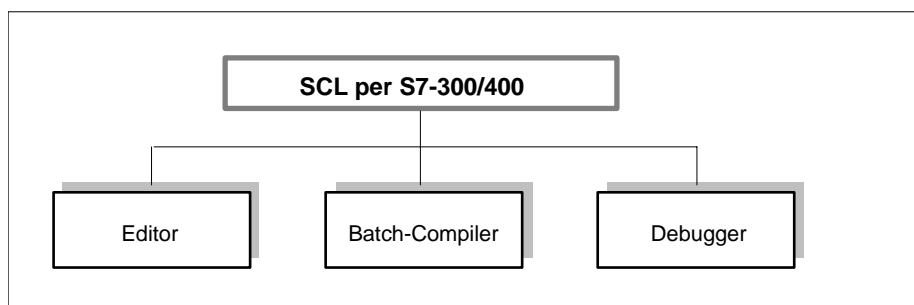 SCL per S7-300/400
Editor
Batch-Compiler
Debugger